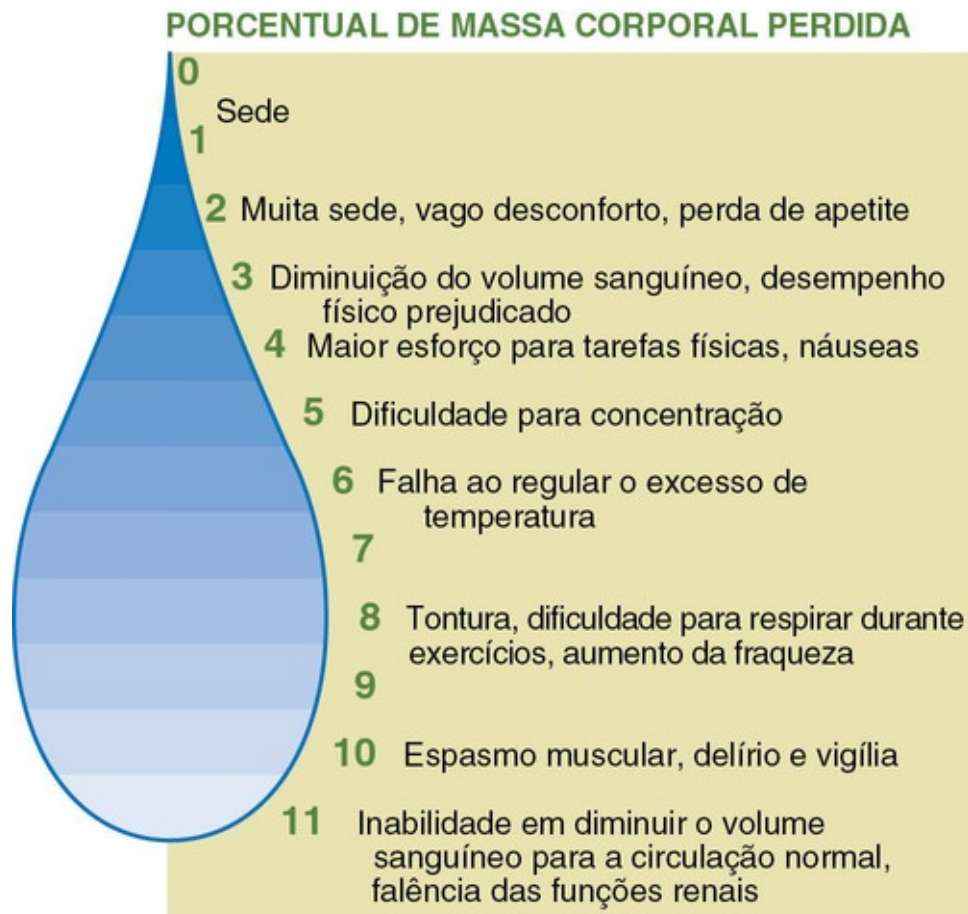 PORCENTUAL DE MASSA CORPORAL PERDIDA
0
Sede
1
2 Muita sede, vago desconforto, perda de apetite
3 Diminuição do volume sanguíneo, desempenho
físico prejudicado
4 Maior esforço para tarefas físicas, náuseas
5 Dificuldade para concentração
6 Falha ao regular o excesso de
temperatura
7
8 Tontura, dificuldade para respirar durante
exercícios, aumento da fraqueza
9
10 Espasmo muscular, delírio e vigília
11 Inabilidade em diminuir o volume
sanguíneo para a circulação normal,
falência das funções renais